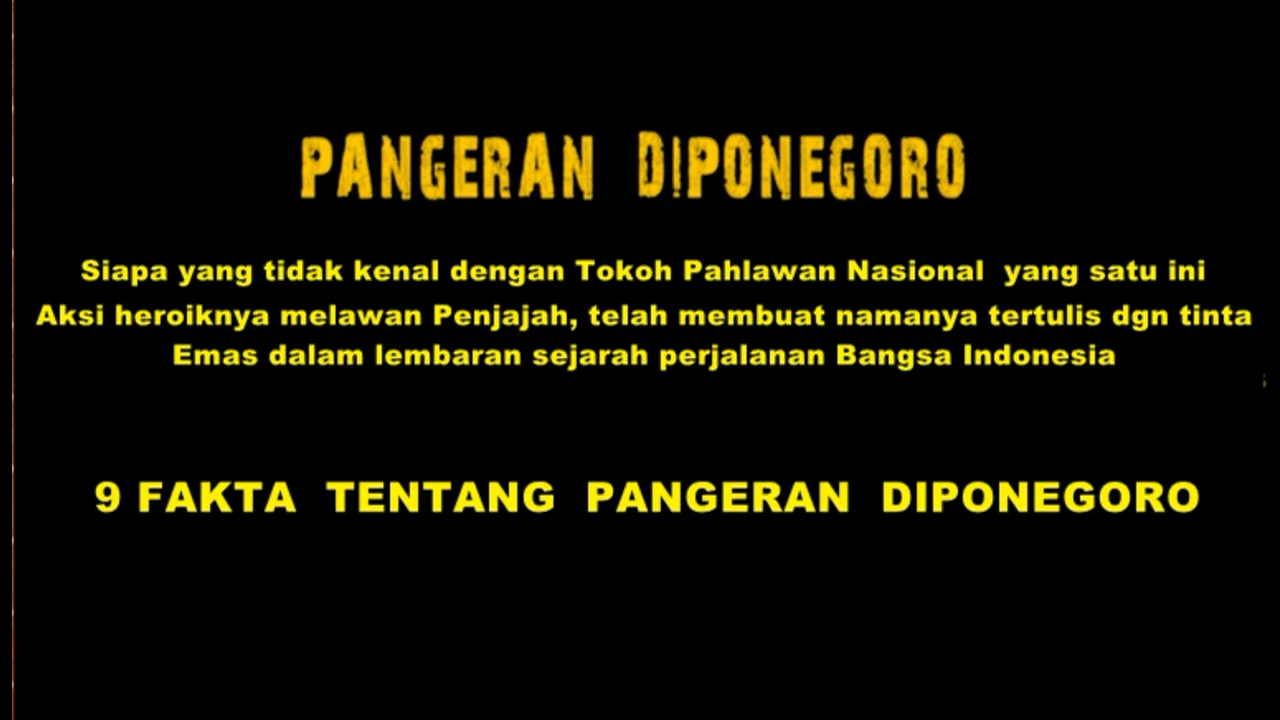 PANGERAN DIPONEGORO
Siapa yang tidak kenal dengan Tokoh Pahlawan Nasional yang satu ini
Aksi heroiknya melawan Penjajah, telah membuat namanya tertulis dgn tinta
Emas dalam lembaran sejarah perjalanan Bangsa Indonesia
9 FAKTA TENTANG PANGERAN DIPONEGORO